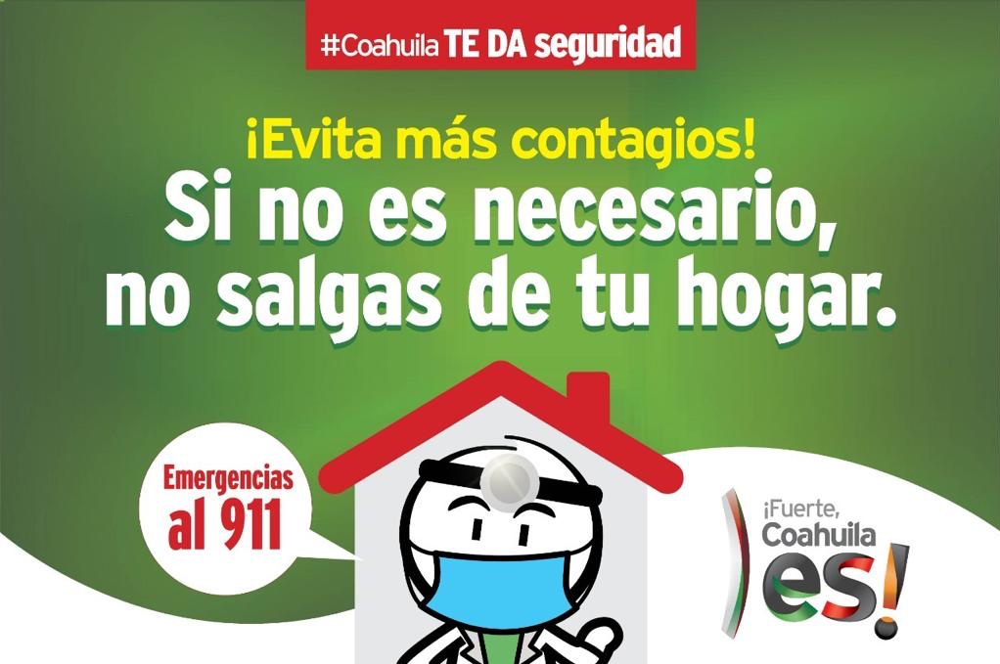 #Coahuila TE DA seguridad
¡Evita más contagios!
Si no es necesario,
no salgas de tu hogar.
Emergencias
al 911
¡Fuerte,
Coahuila
es!